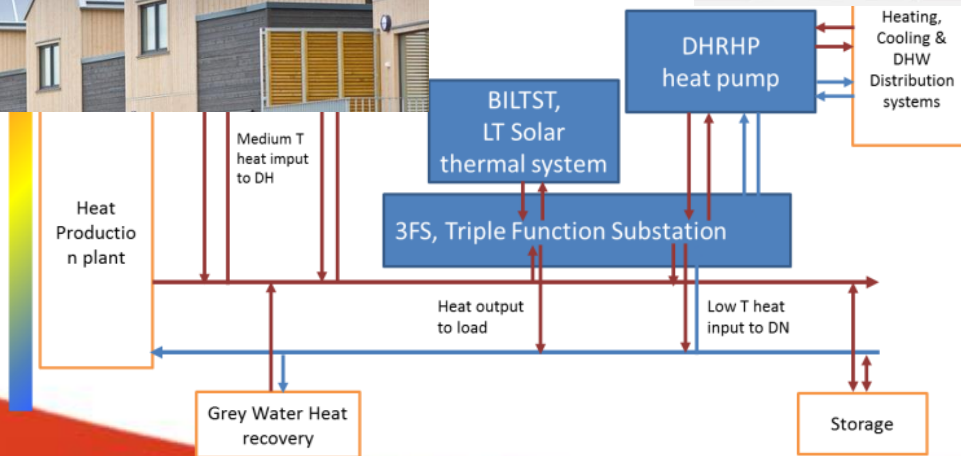 Heating,
Cooling &
DHW
Distribution
systems
DHRHP
heat pump
BILTST,
LT Solar
thermal system
Medium T
heat imput
to DH
Heat
Productio
n plant
3FS, Triple Function Substation
Heat output
to load
Low T heat
input to DN
Grey Water Heat
recovery
Storage